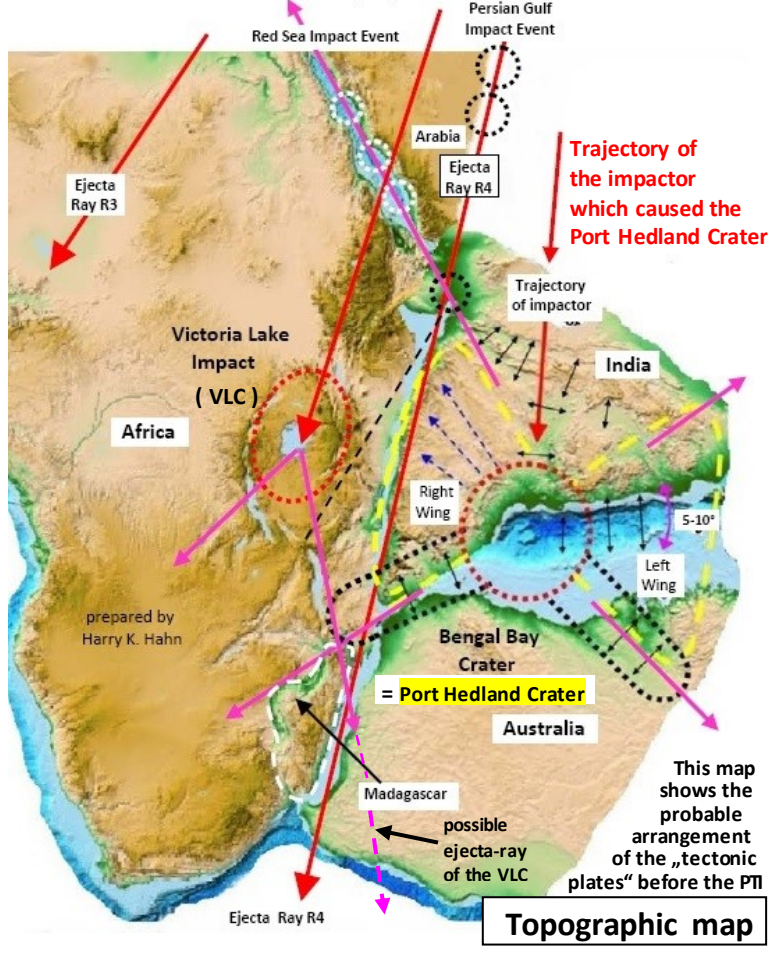 Persian Gulf
Impact Event
Red Sea Impact Event
Arabia
Ejecta
Ray R4
Ejecta
Ray R3
Trajectory of
the impactor
which caused the
Port Hedland Crater
Trajectory
of impactor
India
Victoria Lake
Impact
( VLC )
Africa
Right
Wing
5-10°
Left
Wing
prepared by
Harry K. Hahn
Bengal Bay
Crater
= Port Hedland Crater
Australia
Madagascar
possible
ejecta-ray
of the VLC
This map
shows the
probable
arrangement
of the „tectonic
plates“ before the PTI
Ejecta Ray R4
Topographic map